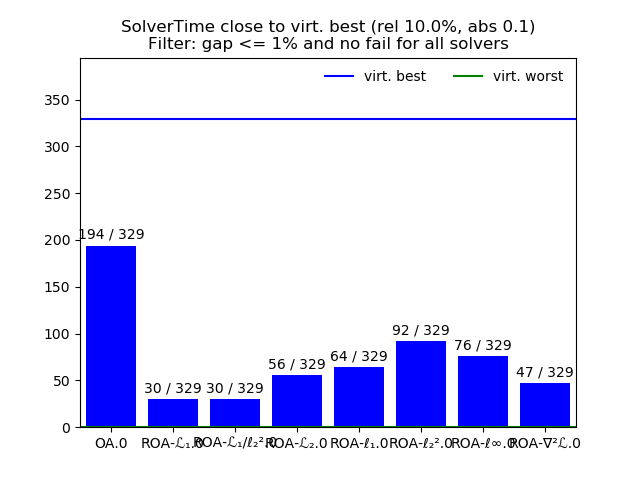 SolverTime close to virt. best (rel 10.0%, abs 0.1)
Filter: gap <= 1% and no fail for all solvers
virt. best
virt. worst
350
300
250
200
150
100
50
0
194 / 329
30 / 329
30 / 329
56 / 329
64 / 329
92 / 329
76 / 329
47 / 329
OA.0
ROA-ℒ₁.0
ROA-ℒ₁/ℓ₂².0
ROA-ℒ₂.0
ROA-ℓ₁.0
ROA-ℓ₂².0
ROA-ℓ∞.0
ROA-∇²ℒ.0